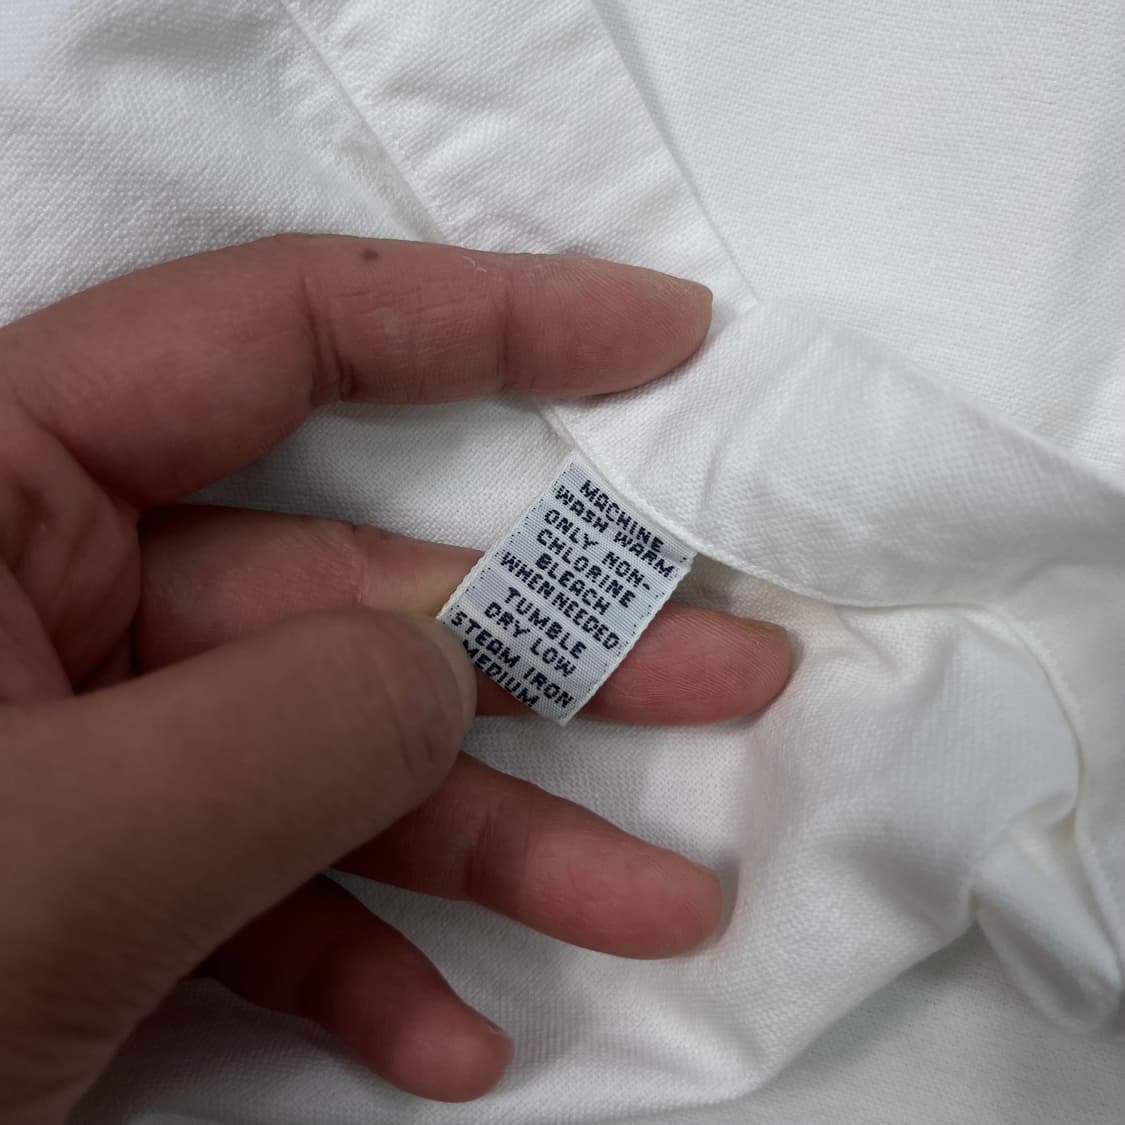 MACHINE
WASH WARM
ONLY NON-
CHLORINE
BLEACH
WHEN NEEDED
TUMBLE
DRY LOW
STEAM IRON
MEDIUM